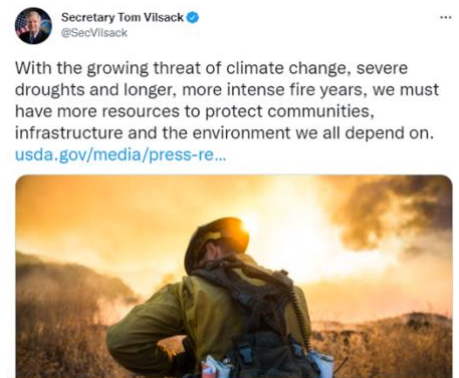 Secretary Tom Vilsack
@SecVilsack
With the growing threat of climate change, severe
droughts and longer, more intense fire years, we must
have more resources to protect communities,
infrastructure and the environment we all depend on.
usda.gov/media/press-re...